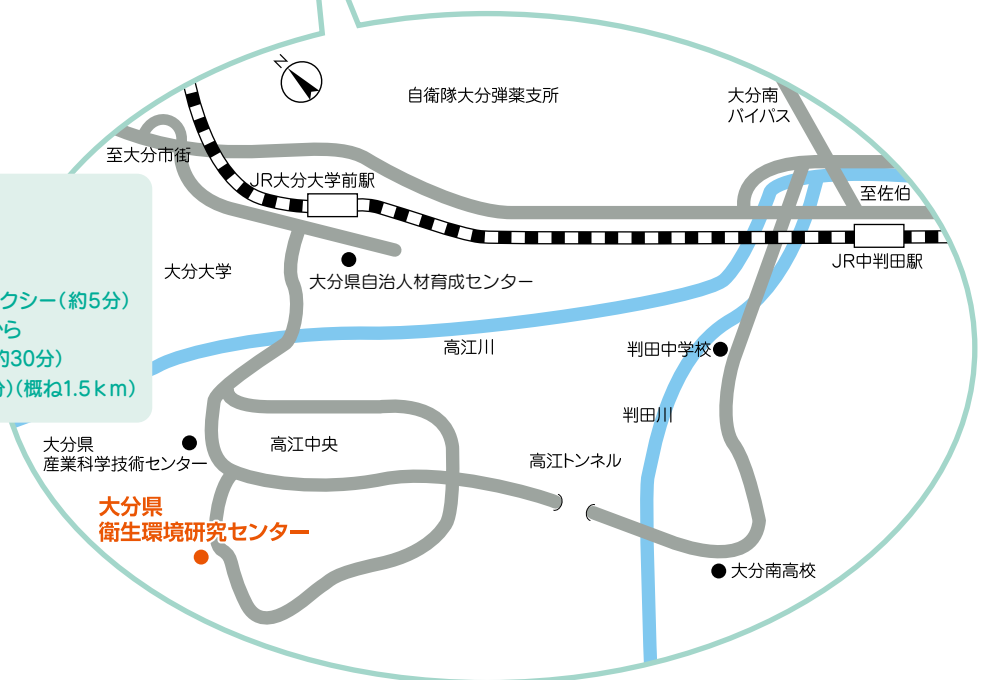 N
自衛隊大分弾薬支所
大分南
バイパス
至大分市街
JR大分大学前駅
至佐伯
JR中判田駅
大分大学
大分県自治人材育成センター
クシー（約5分）
から
約30分）
分）（概ね1.5km）
高江川
判田中学校
判田川
大分県
産業科学技術センター
高江中央
高江トンネル
大分県
衛生環境研究センター
大分南高校